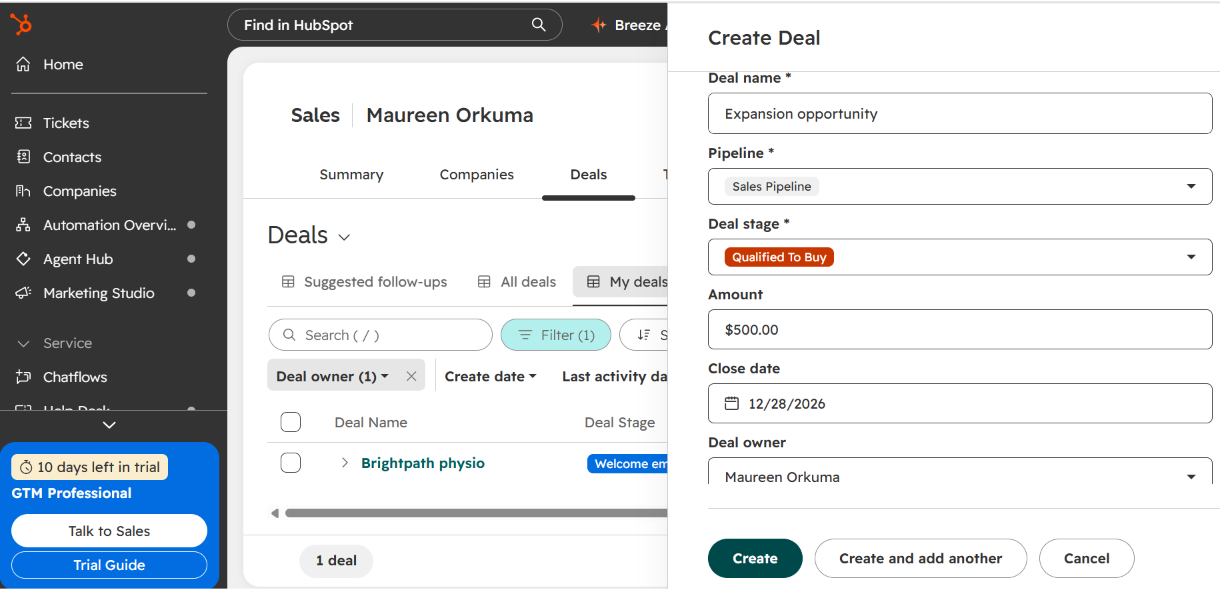 Find in HubSpot
Breeze
Home
Tickets
Contacts
Companies
Automation Overvi...
Agent Hub
Marketing Studio
Service
Chatflows
Help Desk
10 days left in trial
GTM Professional
Talk to Sales
Trial Guide
Sales
Maureen Orkuma
Summary
Companies
Deals
Deals
Suggested follow-ups
All deals
My deals
Search ( / )
Filter (1)
Deal owner (1)
Create date
Last activity da
Deal Name
Deal Stage
Brightpath physio
Welcome em
1 deal
Create Deal
Deal name *
Expansion opportunity
Pipeline *
Sales Pipeline
Deal stage *
Qualified To Buy
Amount
$500.00
Close date
12/28/2026
Deal owner
Maureen Orkuma
Create
Create and add another
Cancel